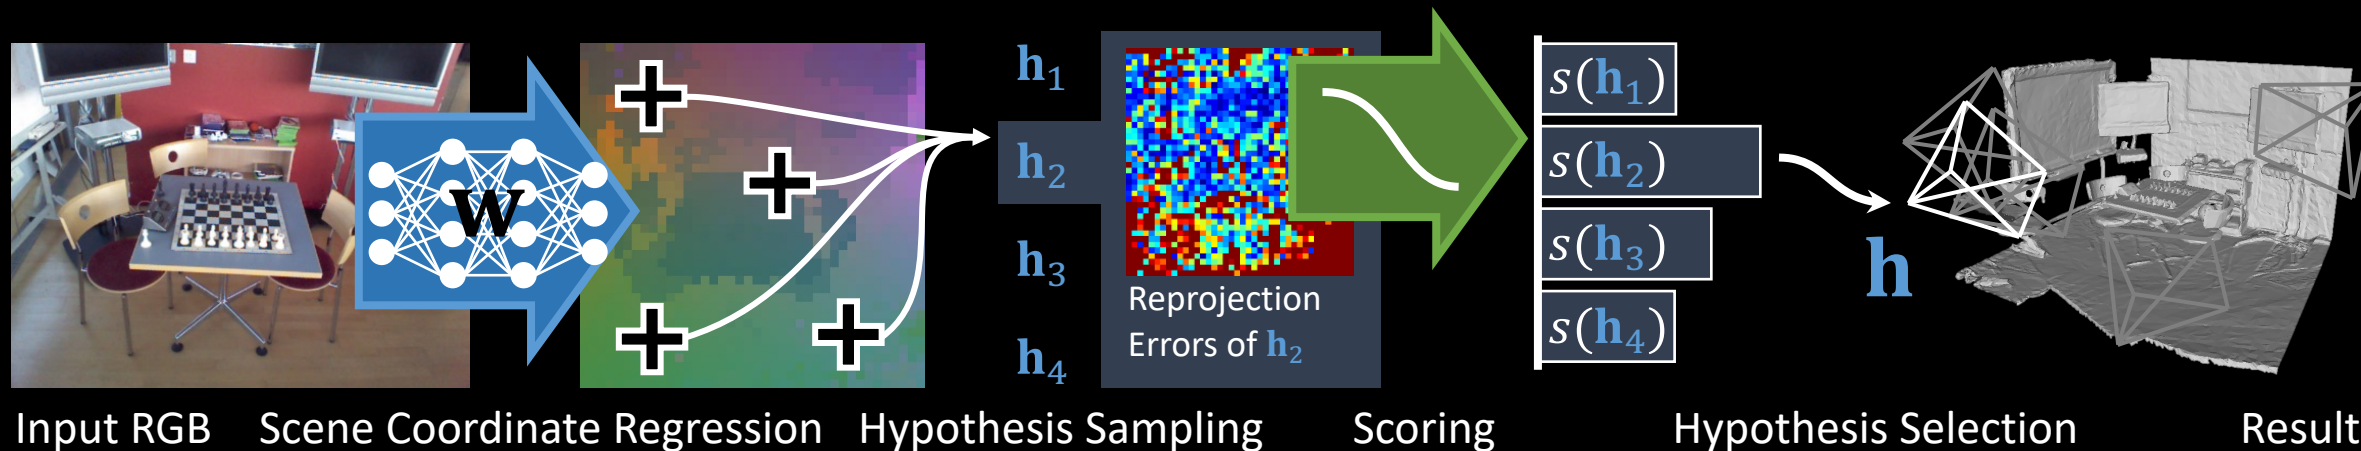 w
h₁
h₂
h₃
h₄
Reprojection
Errors of h₂
s(h₁)
s(h₂)
s(h₃)
s(h₄)
h
Input RGB
Scene Coordinate Regression
Hypothesis Sampling
Scoring
Hypothesis Selection
Result